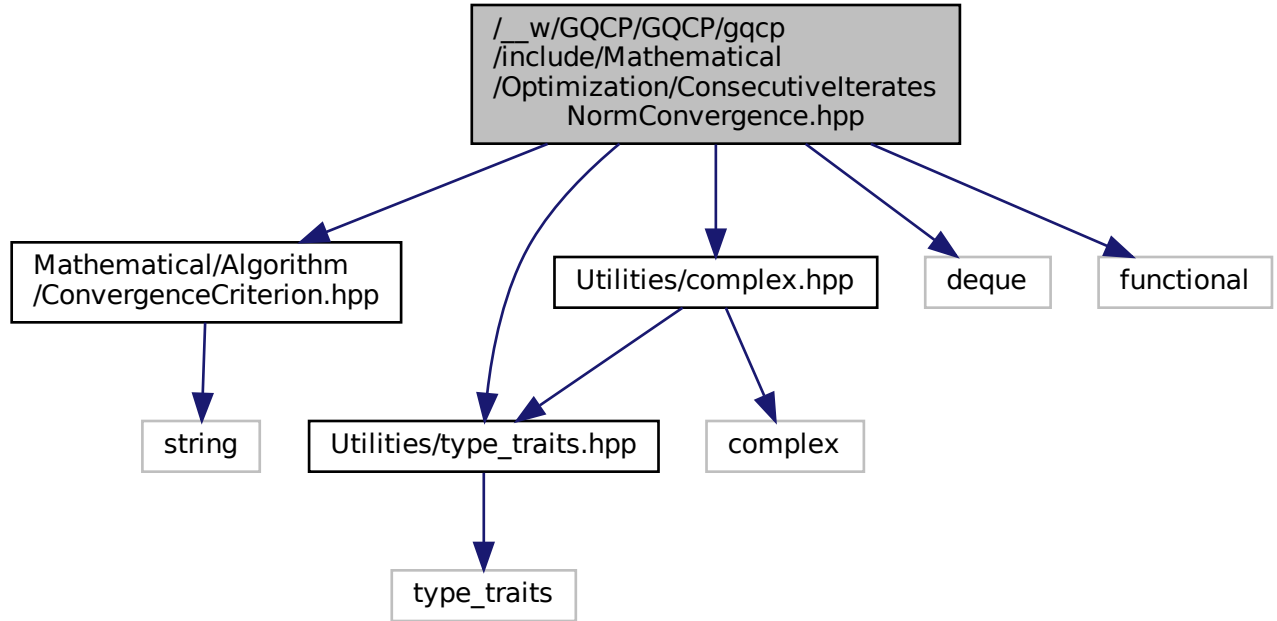 /__w/GQCP/GQCP/gqcp
/include/Mathematical
/Optimization/ConsecutiveIterates
NormConvergence.hpp
Mathematical/Algorithm
/ConvergenceCriterion.hpp
Utilities/complex.hpp
deque
functional
string
Utilities/type_traits.hpp
complex
type_traits